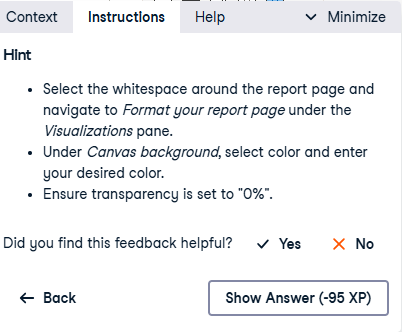 Context Instructions Help Minimize
Hint
• Select the whitespace around the report page and
navigate to Format your report page under the
Visualizations pane.
• Under Canvas background, select color and enter
your desired color.
• Ensure transparency is set to "0%".
Did you find this feedback helpful? Yes No
Back Show Answer (-95 XP)